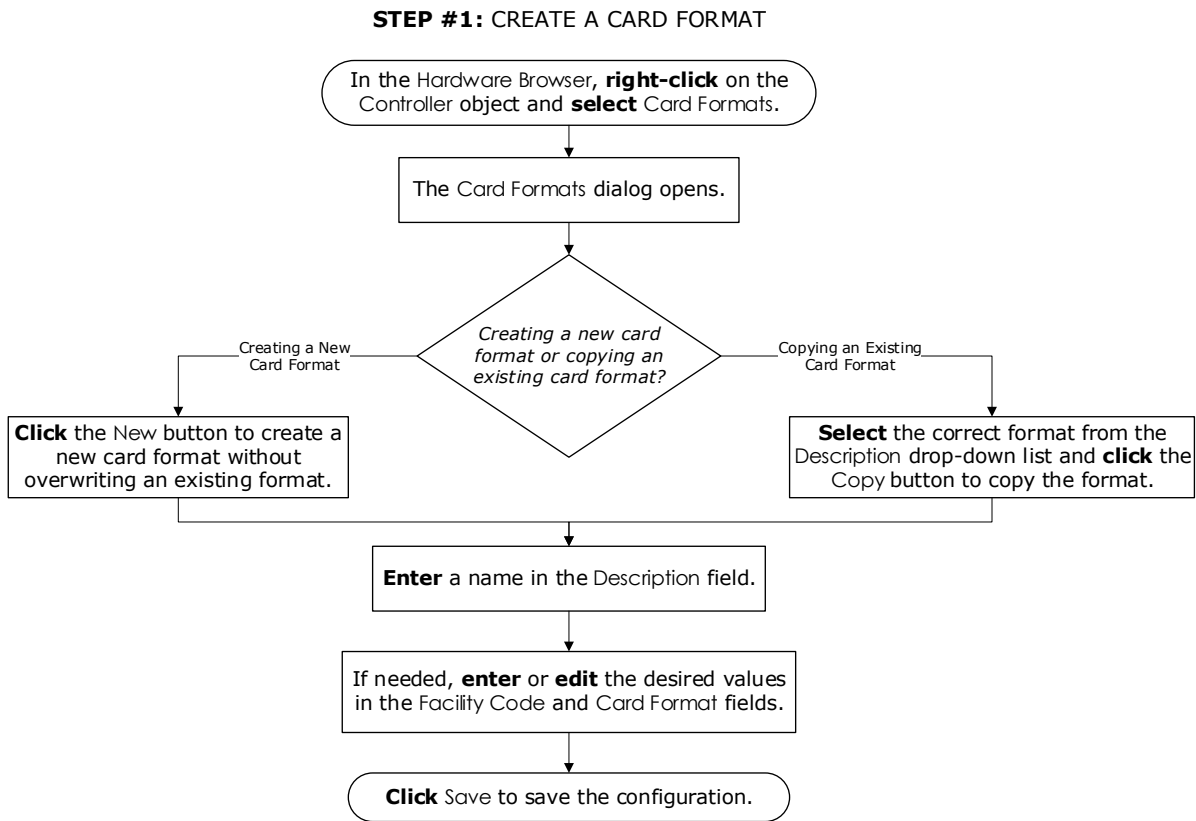 STEP #1: CREATE A CARD FORMAT
In the Hardware Browser, right-click on the
Controller object and select Card Formats.
The Card Formats dialog opens.
Creating a new card
format or copying an
existing card format?
Creating a New
Card Format
Copying an Existing
Card Format
Click the New button to create a
new card format without
overwriting an existing format.
Select the correct format from the
Description drop-down list and click the
Copy button to copy the format.
Enter a name in the Description field.
If needed, enter or edit the desired values
in the Facility Code and Card Format fields.
Click Save to save the configuration.